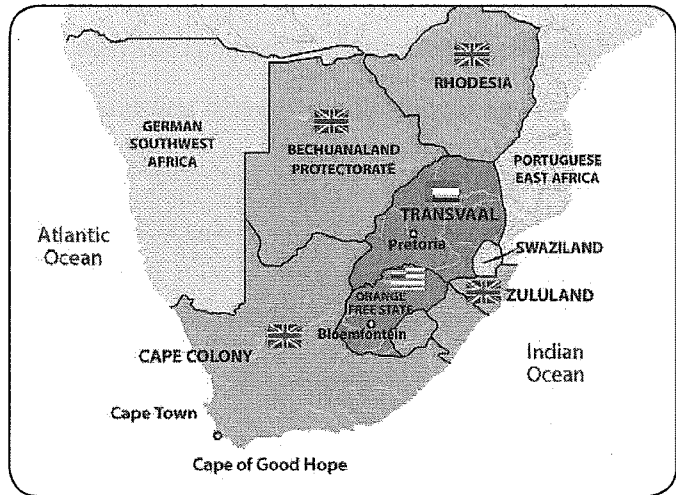 RHODESIA
GERMAN
SOUTHWEST
AFRICA
BECHUANALAND
PROTECTORATE
PORTUGUESE
EAST AFRICA
TRANSVAAL
Pretoria
Atlantic
Ocean
SWAZILAND
ORANGE
FREE STATE
ZULULAND
Bloemfontein
CAPE COLONY
Indian
Ocean
Cape Town
Cape of Good Hope